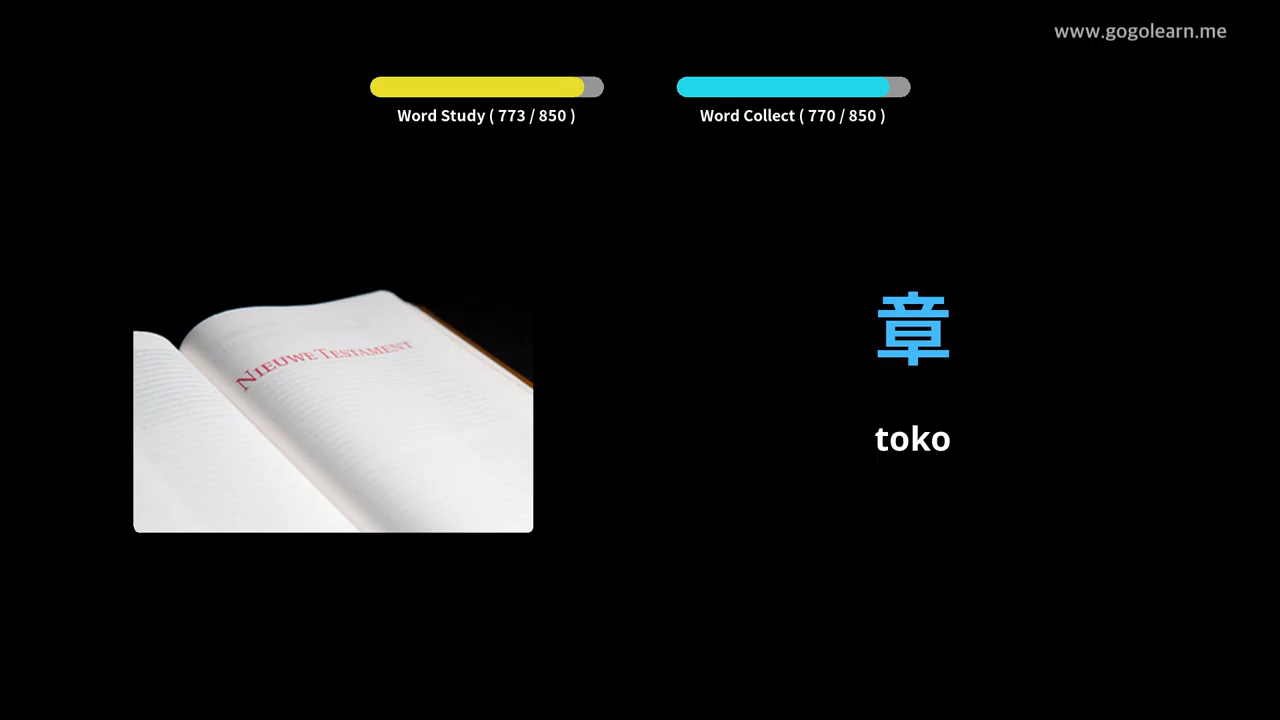 www.gogolearn.me
Word Study ( 773 / 850 )
Word Collect ( 770 / 850 )
NIEUWE TESTAMENT
章
toko